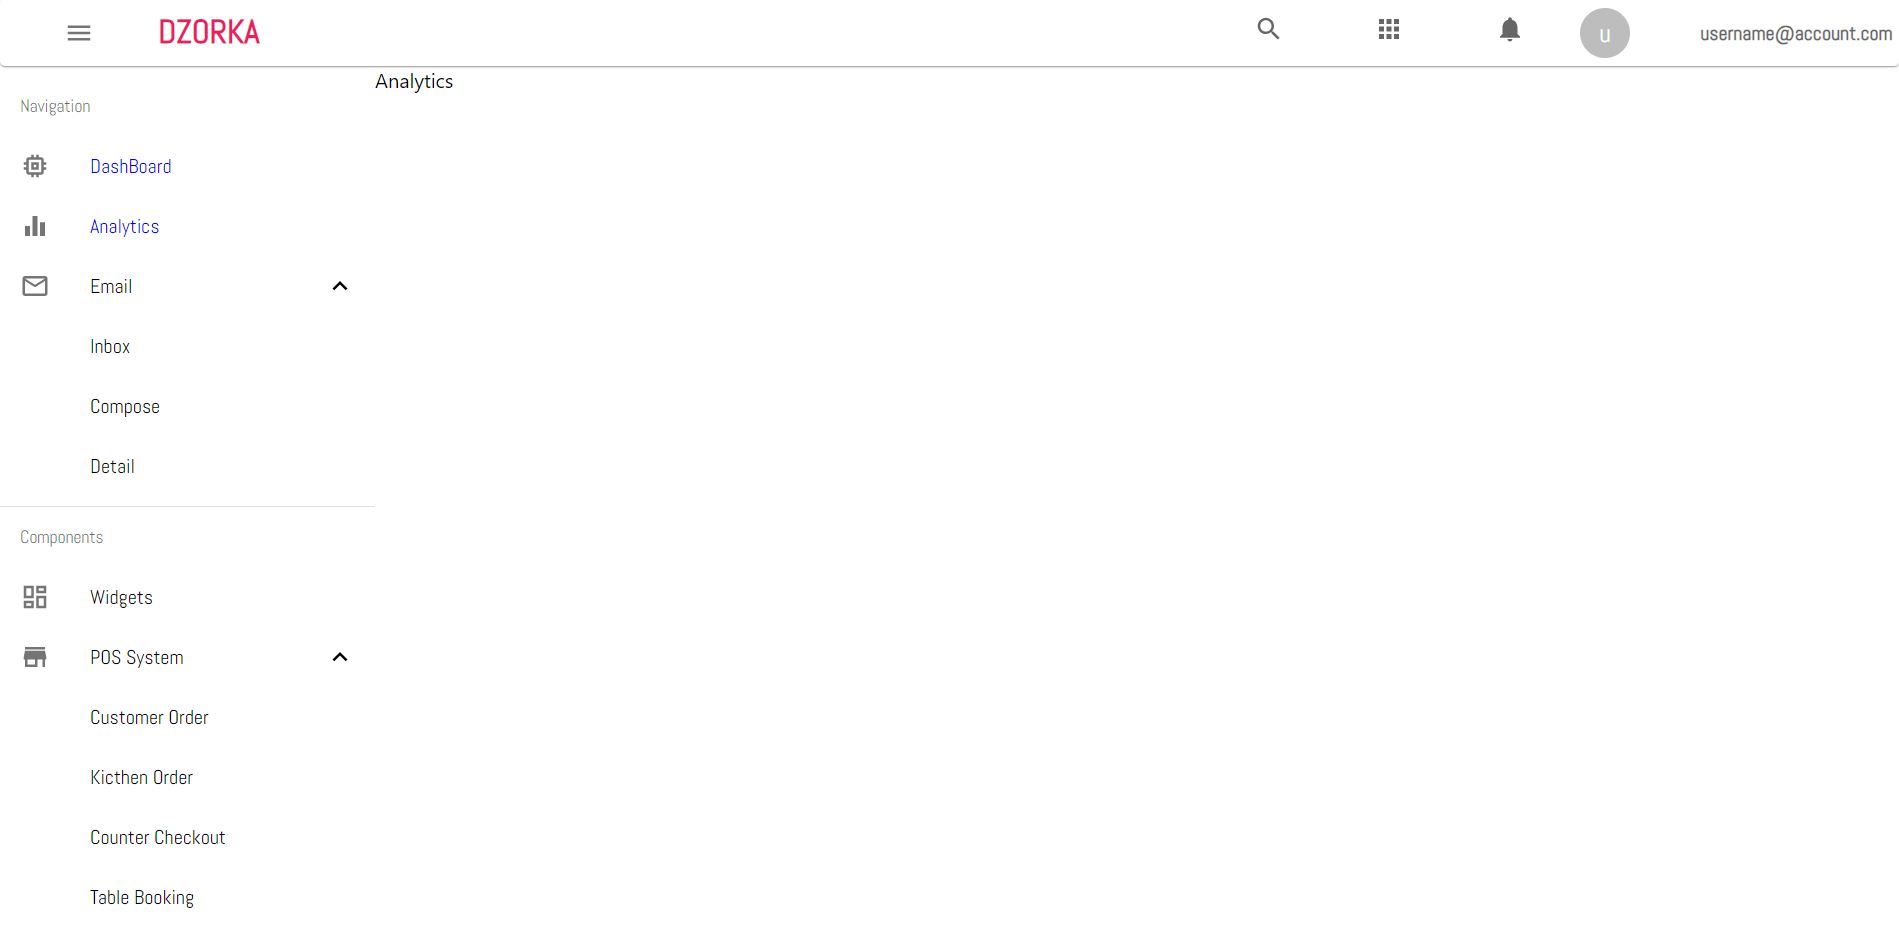 DZORKA
u
username@account.com
Analytics
Navigation
DashBoard
Analytics
Email
Inbox
Compose
Detail
Components
Widgets
POS System
Customer Order
Kicthen Order
Counter Checkout
Table Booking